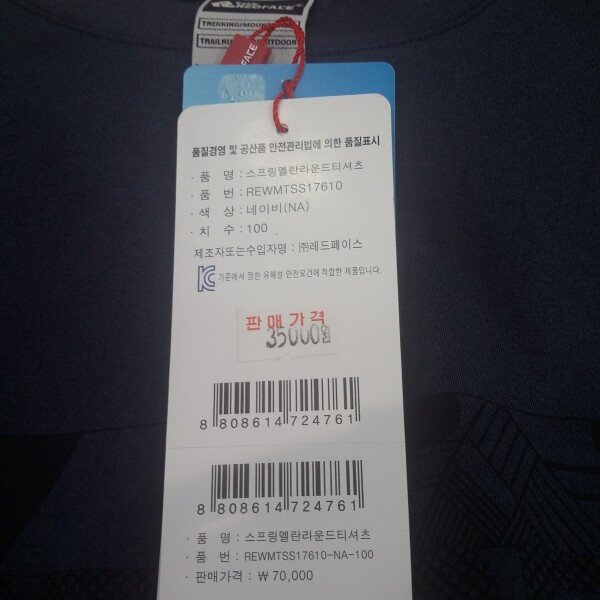 REDFACE
TREKKING/MOUNT
TRAILRU OUTDOOR
FACE
품질경영 및 공산품 안전관리법에 의한 품질표시
· 품 명 : 스프링멜란라운드티셔츠
· 품 번 : REWMTSS17610
· 색 상 : 네이비(NA)
· 치 수 : 100
제조자또는수입자명 : ㈜레드페이스
기준에서 정한 유해성 안전요건에 적합한 제품입니다.
판매가격
35000원
8 808614 724761
8 808614 724761
· 품 명 : 스프링멜란라운드티셔츠
· 품 번 : REWMTSS17610-NA-100
· 판매가격 : ₩ 70,000